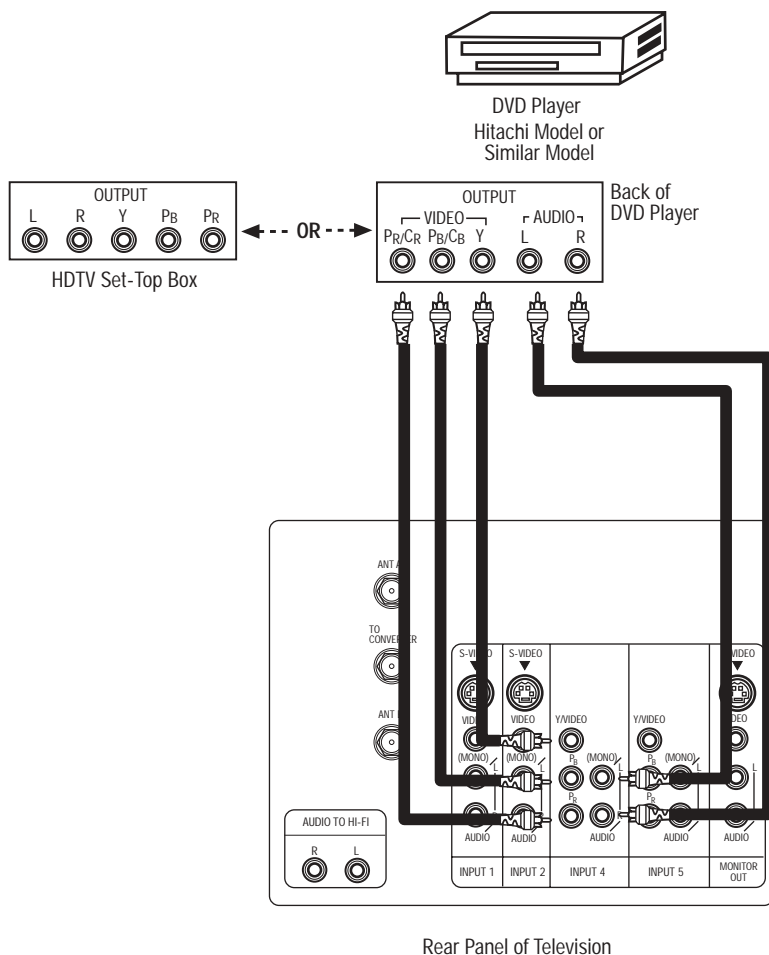 DVD Player
Hitachi Model or
Similar Model
OUTPUT
L R Y PB PR
HDTV Set-Top Box
OR
OUTPUT
VIDEO AUDIO
PR/CR PB/CB Y L R
Back of
DVD Player
ANT
TO
ANT
S-VIDEO S-VIDEO
VIDEO Y/VIDEO Y/VIDEO
(MONO) (MONO) (MONO) (MONO)
L L L L
PB PB
PR PR
R
AUDIO AUDIO AUDIO AUDIO AUDIO
INPUT 1 INPUT 2 INPUT 4 INPUT 5 MONITOR
OUT
AUDIO TO HI-FI
R L
Rear Panel of Television